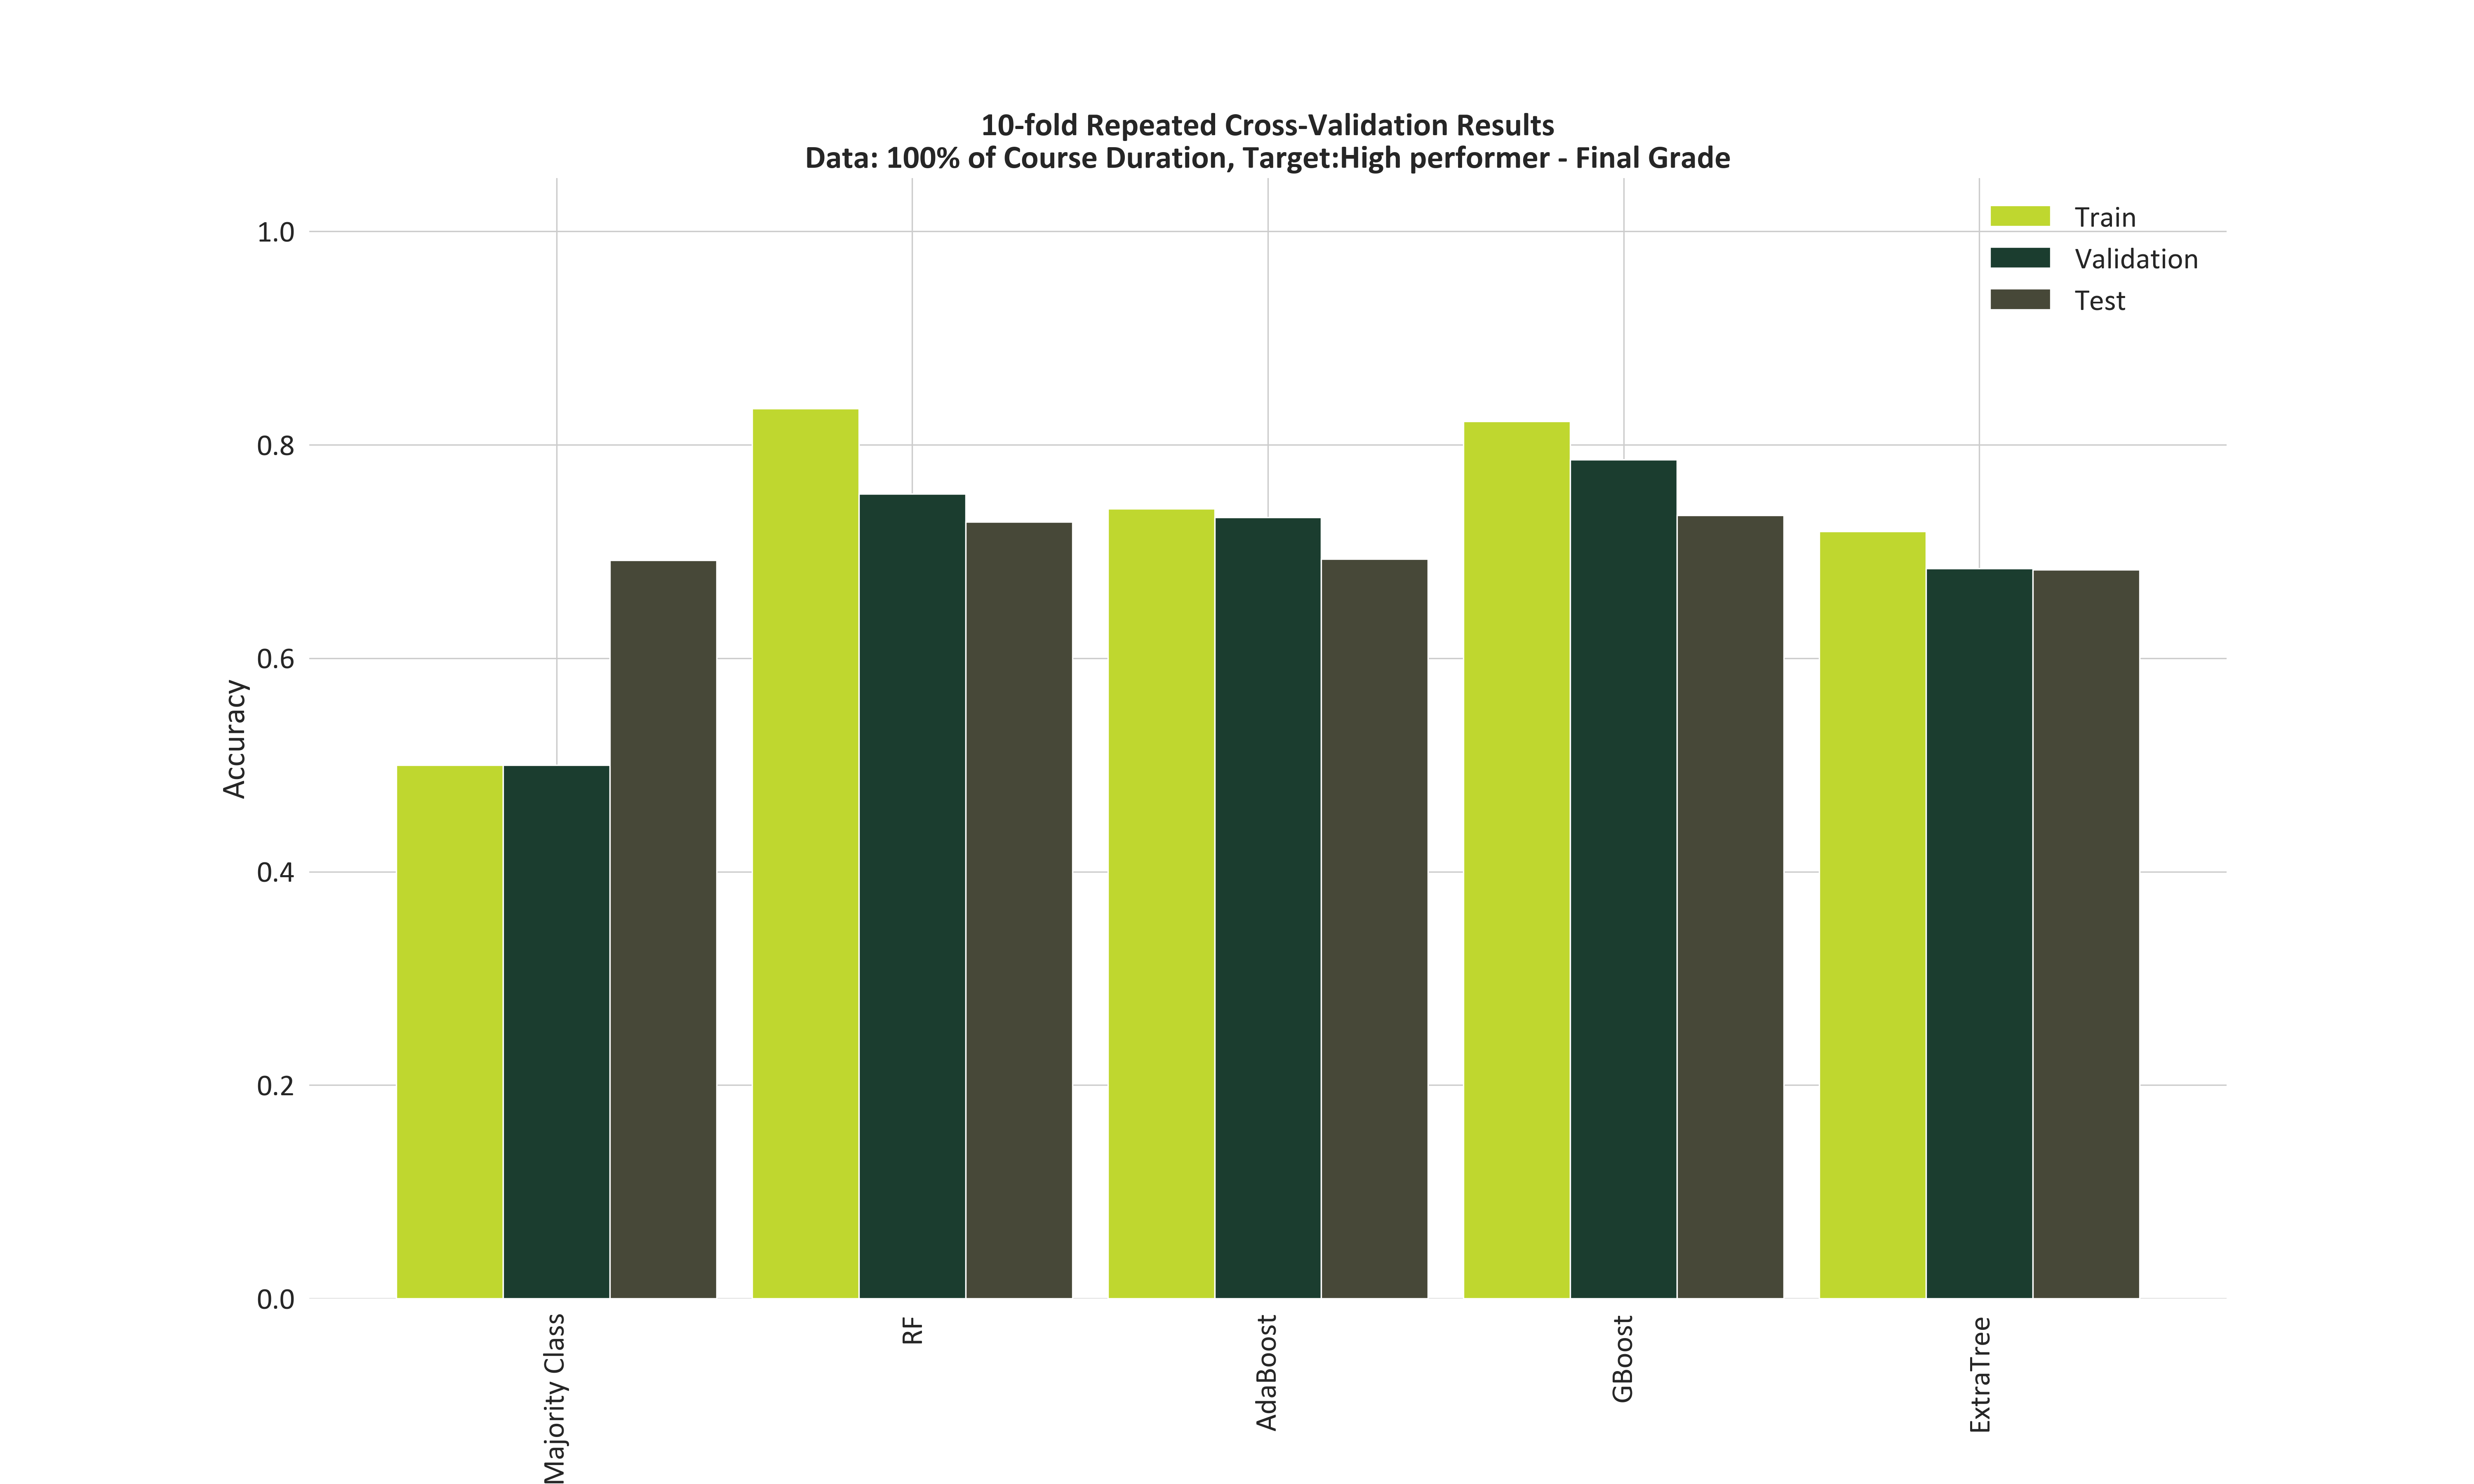 10-fold Repeated Cross-Validation Results
Data: 100% of Course Duration, Target:High performer - Final Grade
Train
Validation
Test
Accuracy
1.0
0.8
0.6
0.4
0.2
0.0
Majority Class
RF
AdaBoost
GBoost
ExtraTree